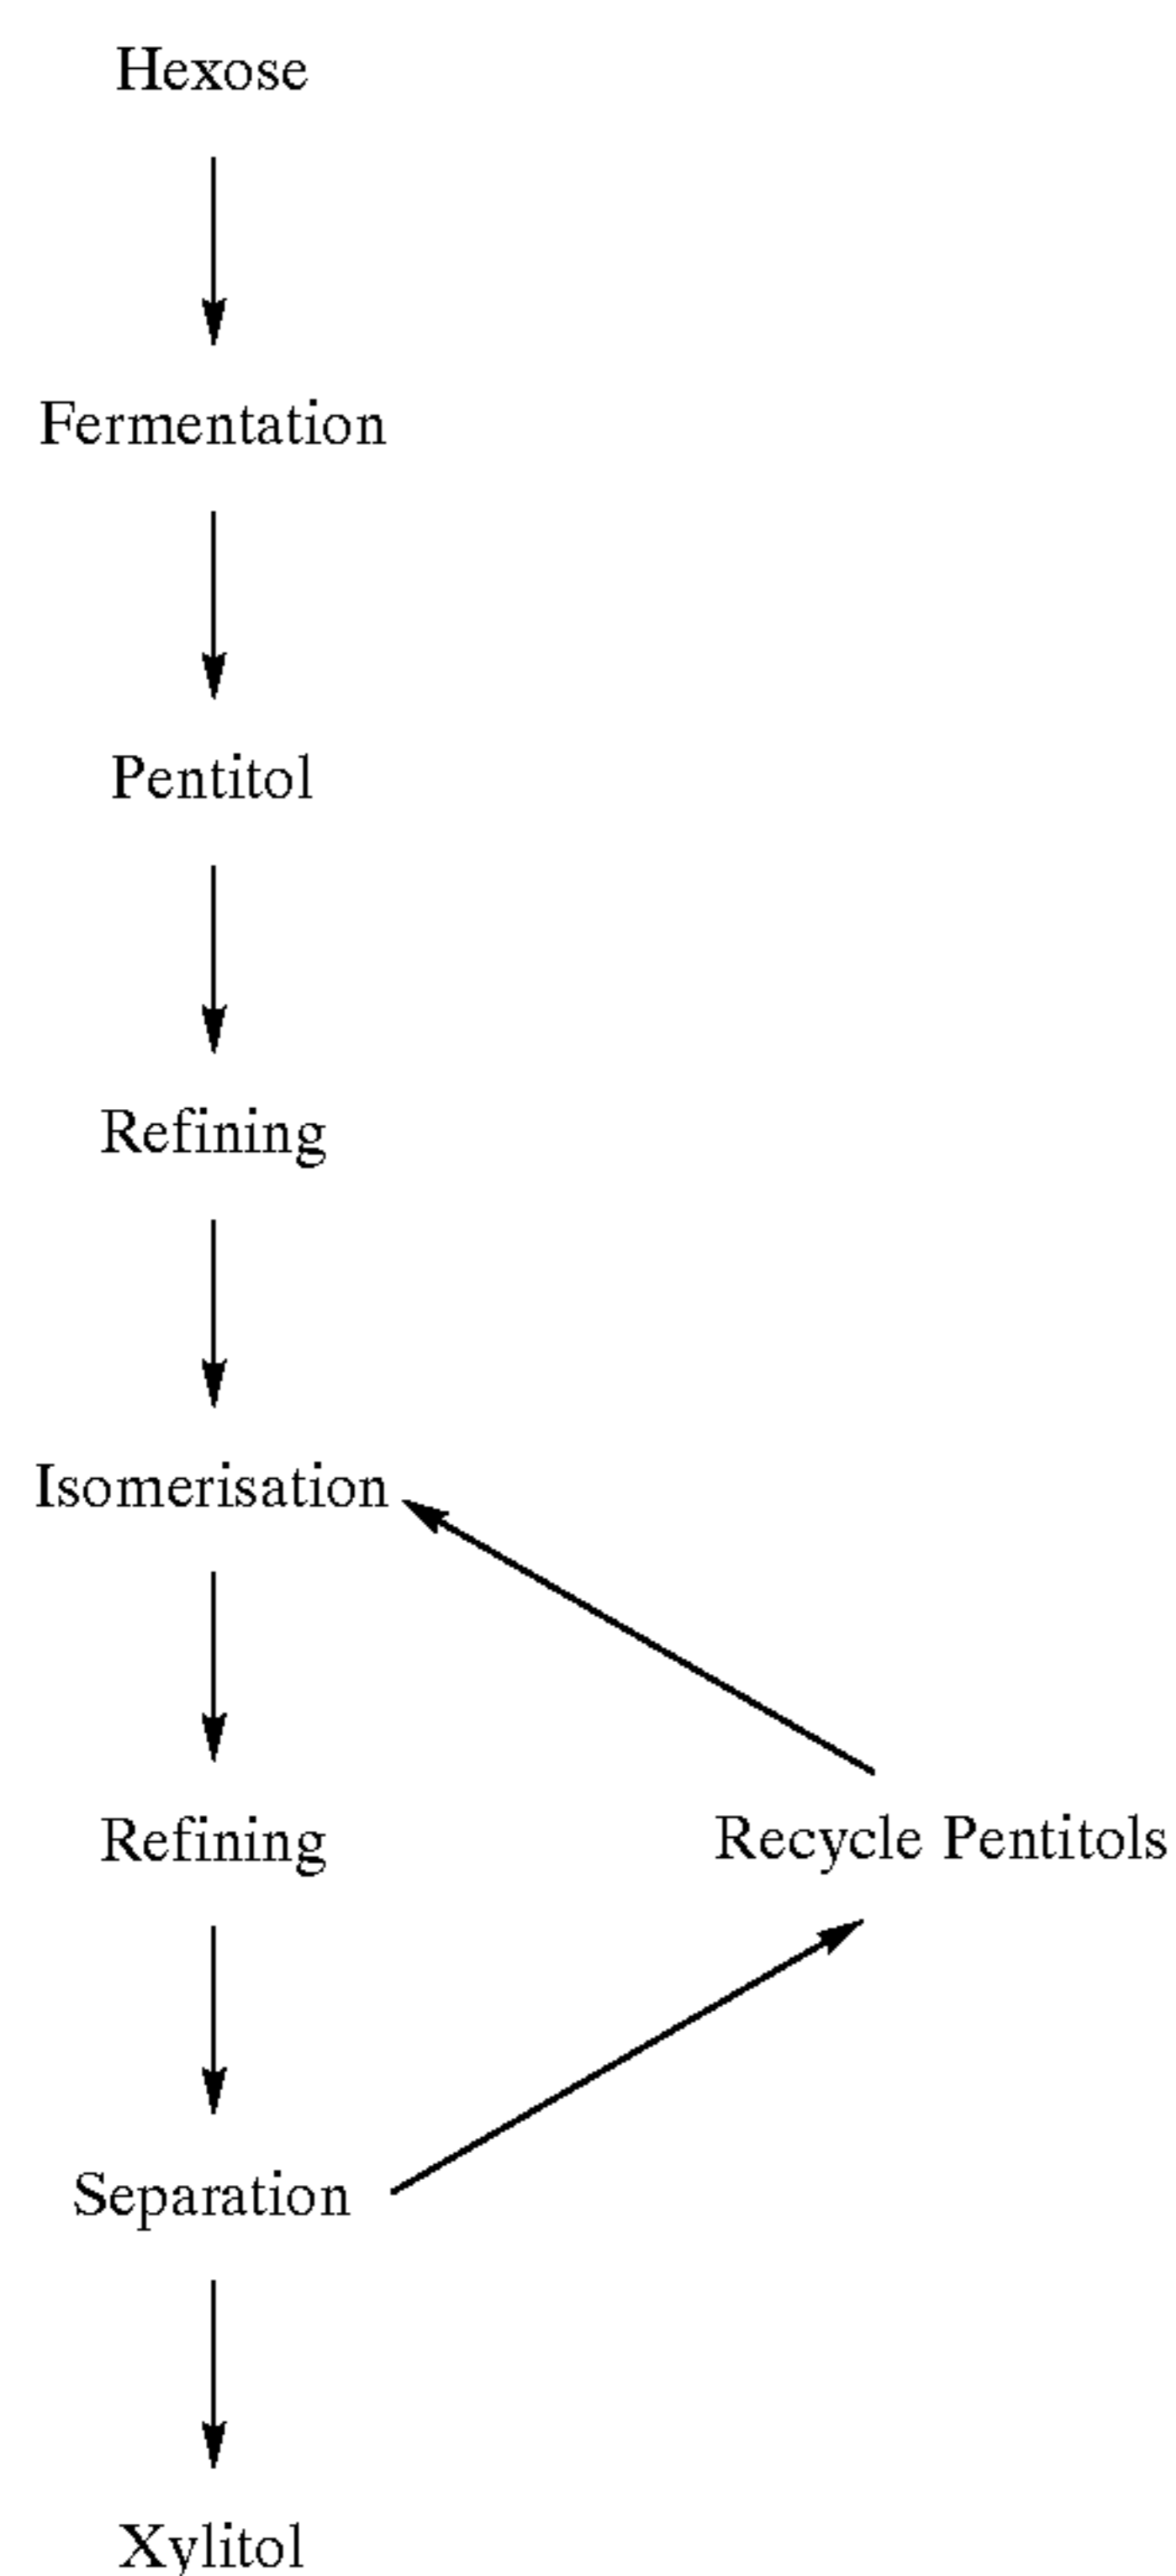 Hexose
Fermentation
Pentitol
Refining
Isomerisation
Refining
Recycle Pentitols
Separation
Xylitol